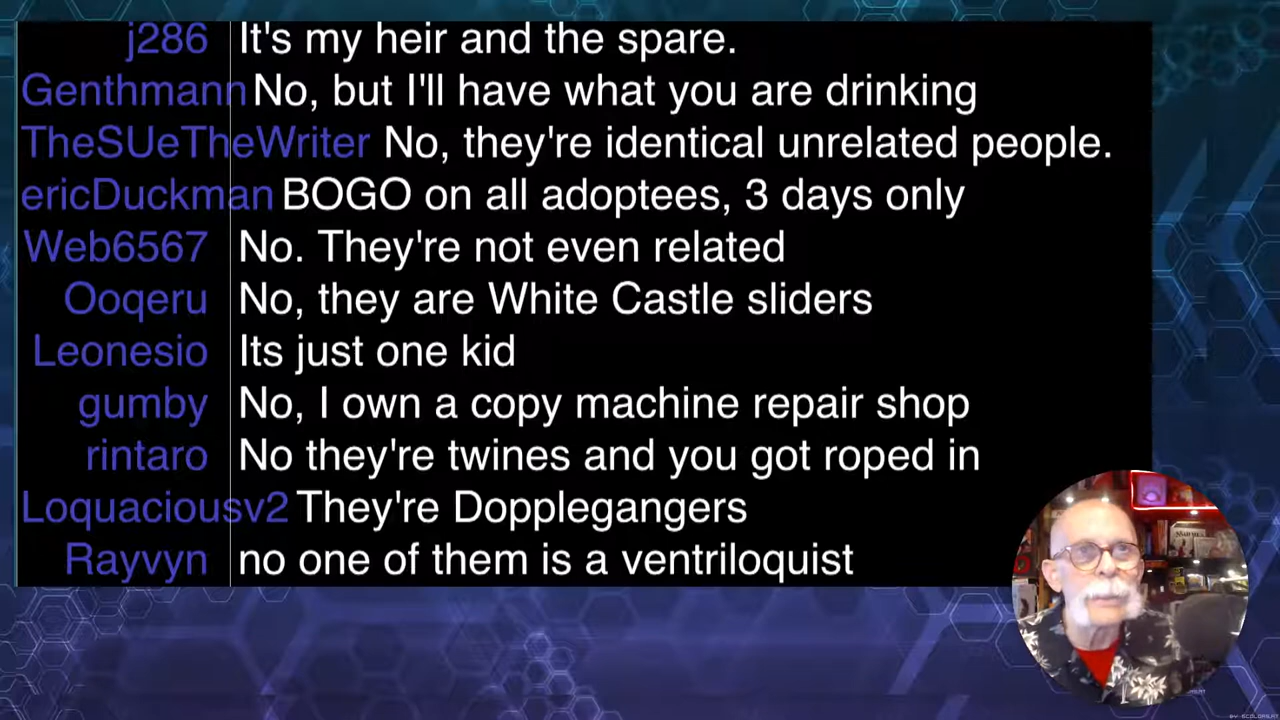 j286 It's my heir and the spare.
Genthmann No, but I'll have what you are drinking
TheSUeTheWriter No, they're identical unrelated people.
ericDuckman BOGO on all adoptees, 3 days only
Web6567 No. They're not even related
Ooqeru No, they are White Castle sliders
Leonesio Its just one kid
gumby No, I own a copy machine repair shop
rintaro No they're twines and you got roped in
Loquaciousv2 They're Dopplegangers
Rayvyn no one of them is a ventriloquist